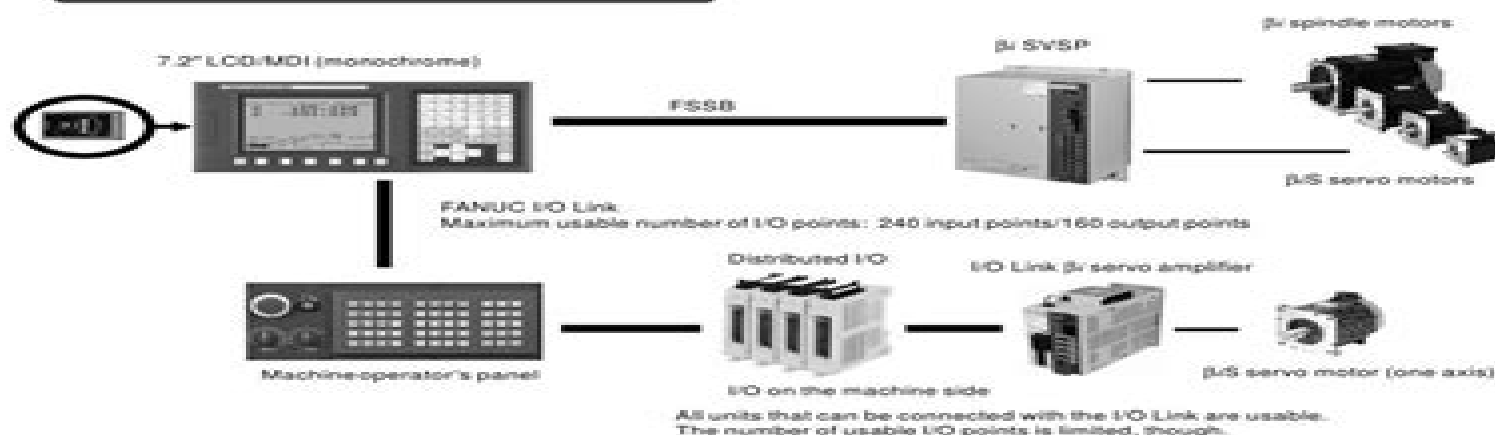 7.2" LCD/MDI (monochrome)
βi SVSP
βi spindle motors
FSSB
βiS servo motors
FANUC I/O Link
Maximum usable number of I/O points: 240 input points/160 output points
Distributed I/O
I/O Link βi servo amplifier
Machine operator's panel
I/O on the machine side
βiS servo motor (one axis)
All units that can be connected with the I/O Link are usable.
The number of usable I/O points is limited, though.